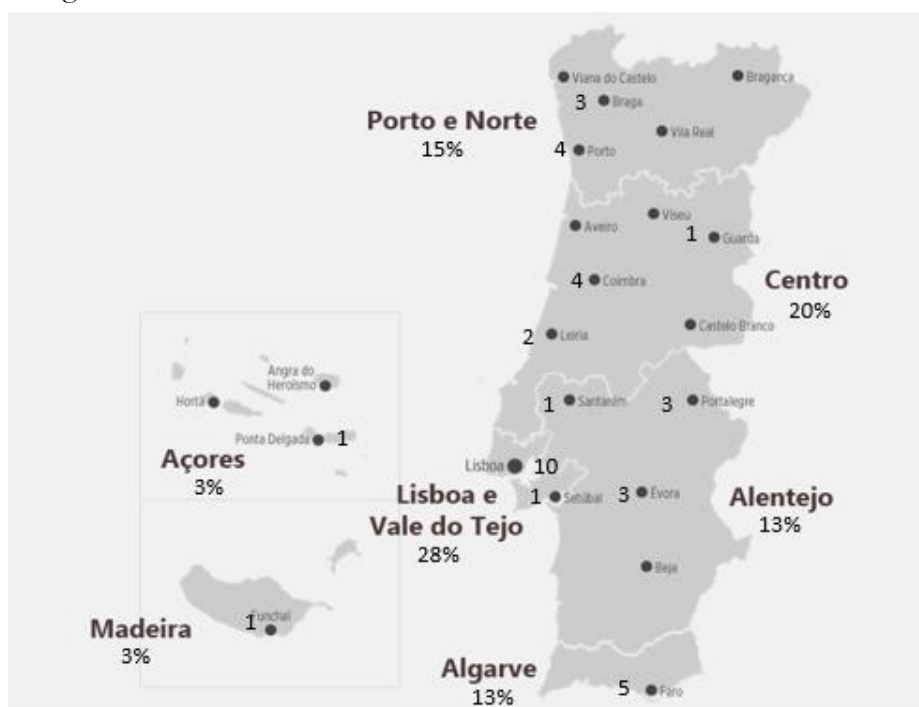 Viana do Castelo
Bragança
3 Braga
Porto e Norte
15%
Vila Real
4 Porto
Viseu
Aveiro
1 Guarda
4 Coimbra
Centro
20%
2 Leiria
Castelo Branco
Angra do
Heroísmo
Horta
1 Santarém
3 Portalegre
Ponta Delgada 1
Açores
3%
Lisboa 10
Lisboa e
Vale do Tejo
28%
1 Setúbal
3 Évora
Alentejo
13%
Beja
1 Funchal
Madeira
3%
Algarve
13%
5 Faro